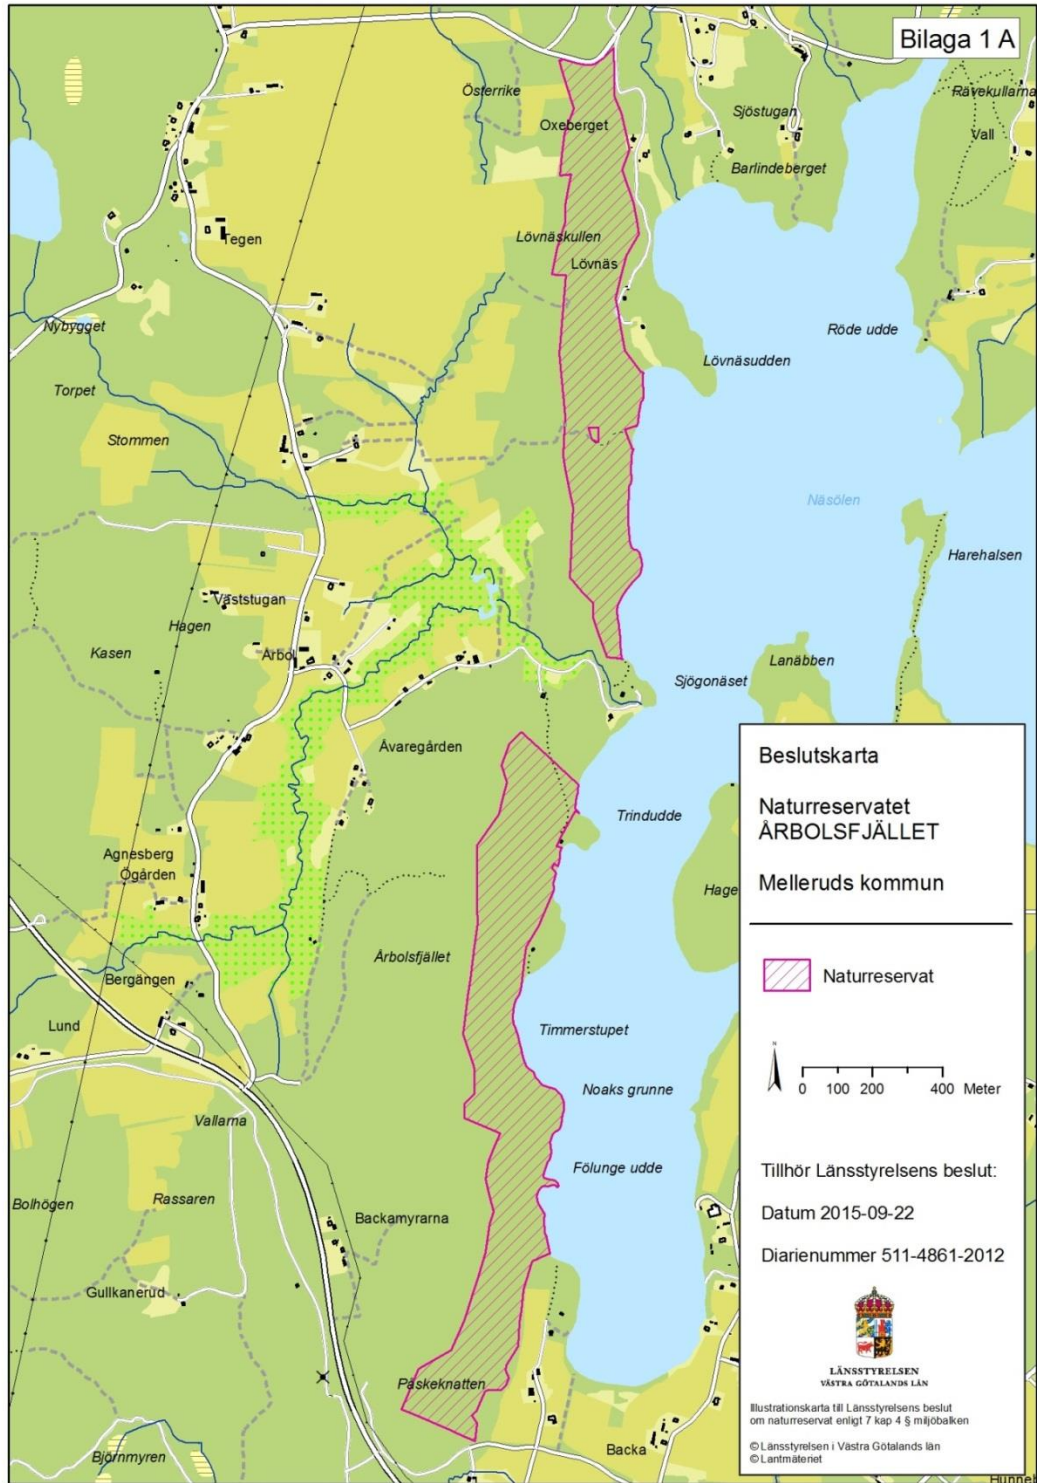 Bilaga 1 A
Österrike
Rävekullarna
Oxeberget
Sjöstugan
Vall
Barlindeberget
Tegen
Lövnäskullen
Lövnäs
Nybygget
Röde udde
Lövnäsudden
Torpet
Stommen
Näsölen
Harehalsen
Väststugan
Hagen
Kasen
Årbol
Lanäbben
Sjögonäset
Åvaregården
Trindudde
Agnesberg
Ögården
Hage
Årbolsfjället
Bergängen
Lund
Timmerstupet
Noaks grunne
Vallarna
Fölunge udde
Bolhögen
Rassaren
Backamyrarna
Gullkanerud
Påskeknatten
Backa
Björnmyren
Hunneb
Beslutskarta
Naturreservatet
ÅRBOLSFJÄLLET
Melleruds kommun
Naturreservat
N
0 100 200 400 Meter
Tillhör Länsstyrelsens beslut:
Datum 2015-09-22
Diarienummer 511-4861-2012
LÄNSSTYRELSEN
VÄSTRA GÖTALANDS LÄN
Illustrationskarta till Länsstyrelsens beslut
om naturreservat enligt 7 kap 4 § miljöbalken
© Länsstyrelsen i Västra Götalands län
© Lantmäteriet